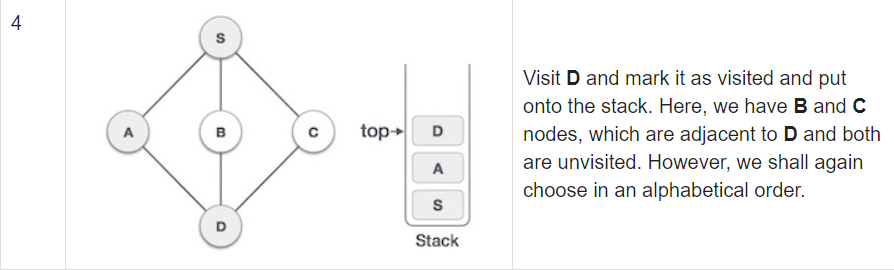 4
S
A
B
C
D
top
D
A
S
Stack
Visit D and mark it as visited and put
onto the stack. Here, we have B and C
nodes, which are adjacent to D and both
are unvisited. However, we shall again
choose in an alphabetical order.